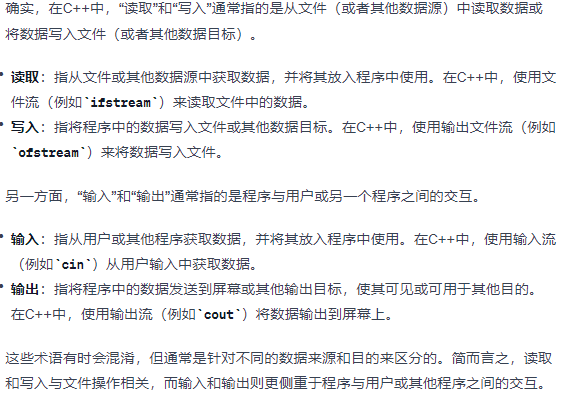 确实，在C++中，“读取”和“写入”通常指的是从文件（或者其他数据源）中读取数据或
将数据写入文件（或者其他数据目标）。
• 读取：指从文件或其他数据源中获取数据，并将其放入程序中使用。在C++中，使用文
件流（例如`ifstream`）来读取文件中的数据。
• 写入：指将程序中的数据写入文件或其他数据目标。在C++中，使用输出文件流（例如
`ofstream`）来将数据写入文件。
另一方面，“输入”和“输出”通常指的是程序与用户或另一个程序之间的交互。
• 输入：指从用户或其他程序获取数据，并将其放入程序中使用。在C++中，使用输入流
（例如`cin`）从用户输入中获取数据。
• 输出：指将程序中的数据发送到屏幕或其他输出目标，使其可见或可用于其他目的。
在C++中，使用输出流（例如`cout`）将数据输出到屏幕上。
这些术语有时会混淆，但通常是针对不同的数据来源和目的来区分的。简而言之，读取
和写入与文件操作相关，而输入和输出则更侧重于程序与用户或其他程序之间的交互。